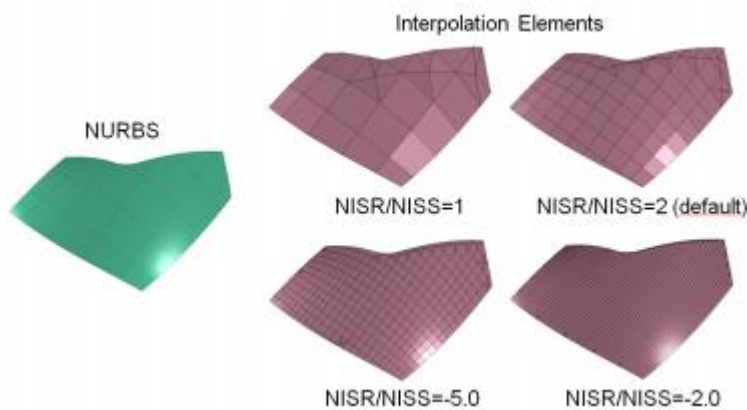 Interpolation Elements
NURBS
NISR/NISS=1
NISR/NISS=2 (default)
NISR/NISS=-5.0
NISR/NISS=-2.0